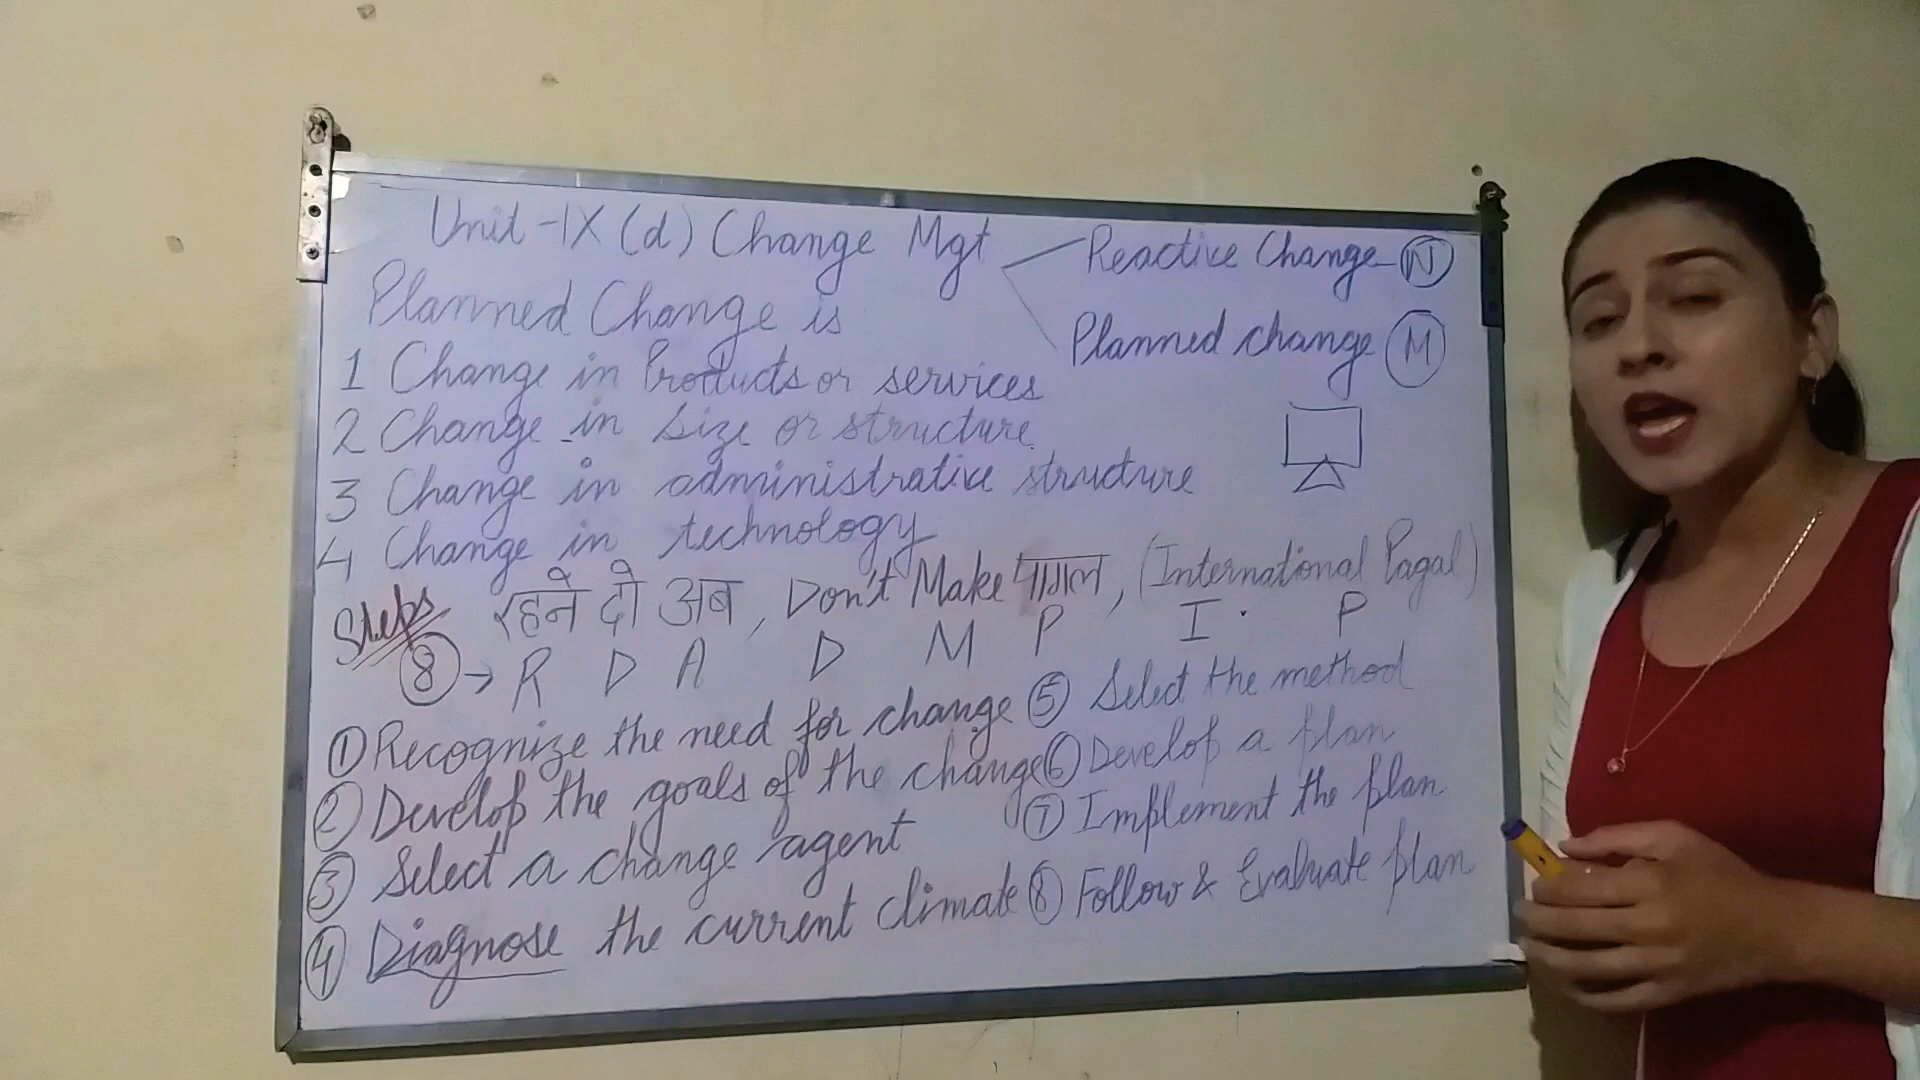 Unit-IX (d) Change Mgt
Reactive Change (N)
Planned change (M)
Planned Change is
1 Change in Products or services
2 Change in size or structure
3 Change in administrative structure
4 Change in technology
Steps
रहने दो अब, Don't Make पागल, (International Pagal)
8 → R D A D M P I P
① Recognize the need for change
② Develop the goals of the change
③ Select a change agent
④ Diagnose the current climate
⑤ Select the method
⑥ Develop a plan
⑦ Implement the plan
⑧ Follow & Evaluate plan